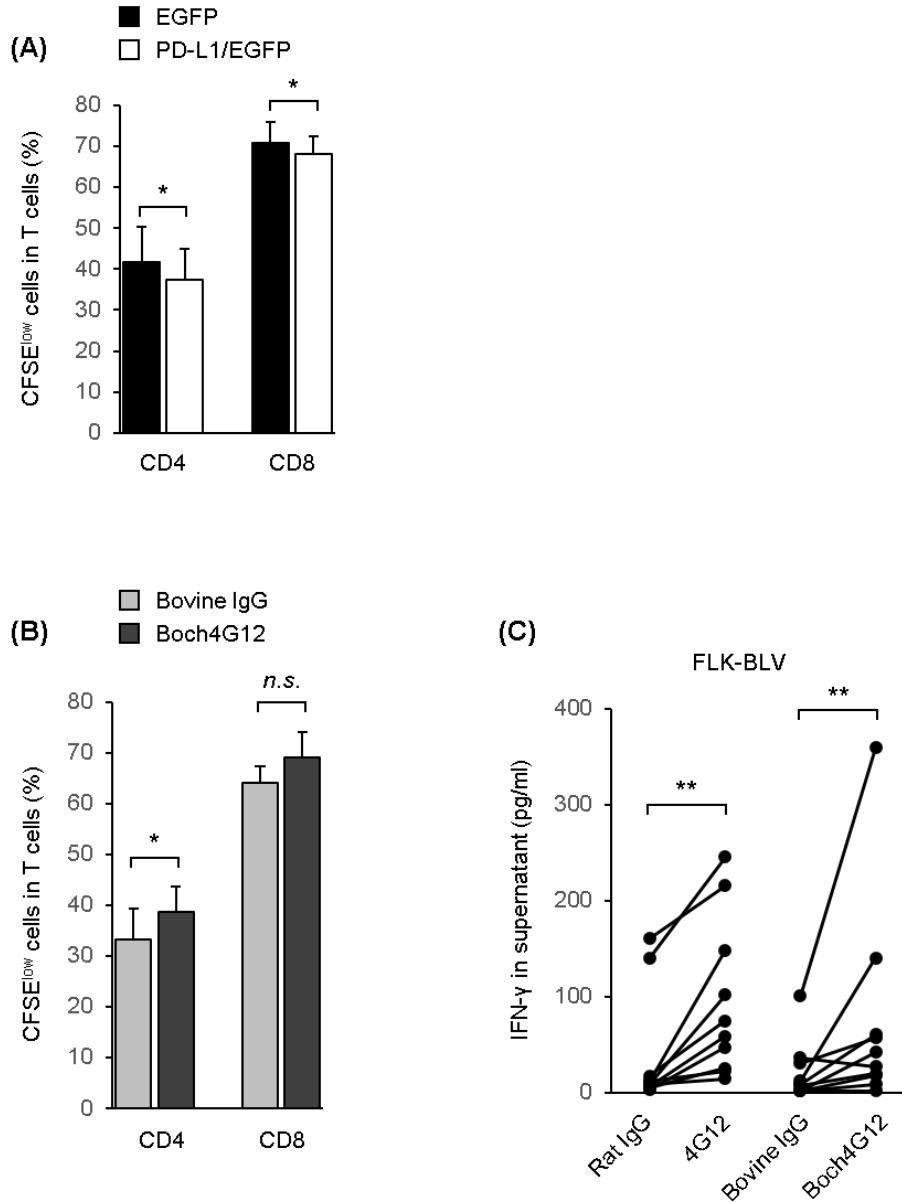 EGFP
(A)
PD-L1/EGFP
CFSElow cells in T cells (%)
80
70
60
50
40
30
20
10
0
*
*
CD4
CD8
Bovine IgG
(B)
Boch4G12
CFSElow cells in T cells (%)
80
70
60
50
40
30
20
10
0
*
n.s.
CD4
CD8
(C)
FLK-BLV
IFN-γ in supernatant (pg/ml)
400
300
200
100
0
**
**
Rat IgG
4G12
Bovine IgG
Boch4G12